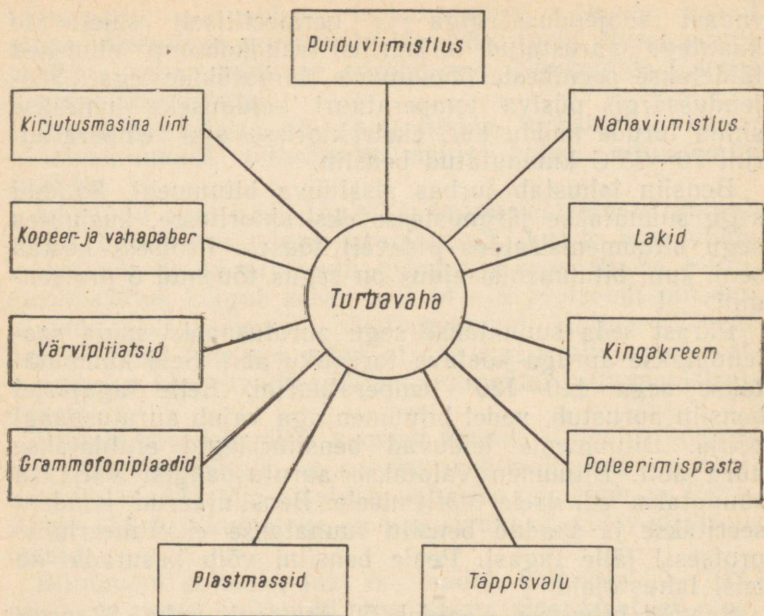 Puiduviimistlus
Kirjutusmasina lint
Nahaviimistlus
Kopeer- ja vahapaber
Lakid
Turbavaha
Värvipliiatsid
Kingakreem
Grammofoniplaadid
Poleerimispasta
Plastmassid
Täppisvalu